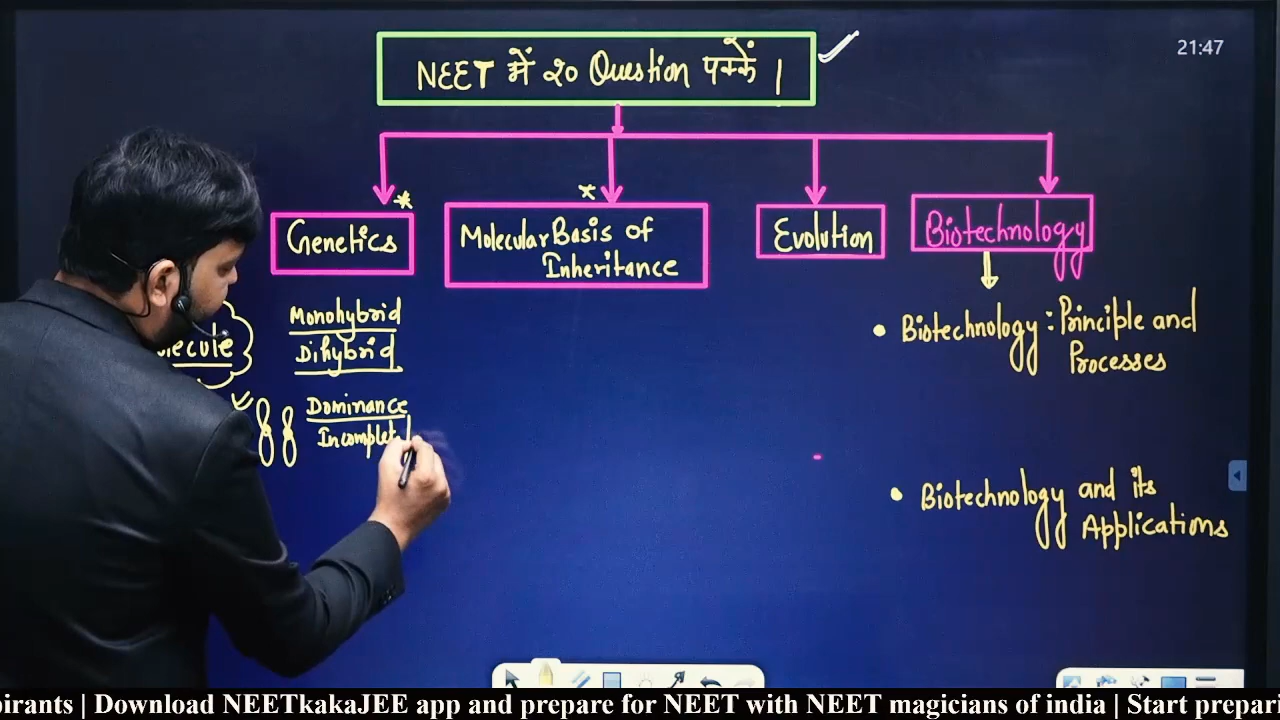 21:47
NEET में 20 Question पक्कें |
Genetics
Molecular Basis of
Inheritance
Evolution
Biotechnology
Monohybrid
Dihybrid
Dominance
• Biotechnology : Principle and
Processes
• Biotechnology and its
Applications
| Download NEETkakaJEE app and prepare for NEET with NEET magicians of india | Start